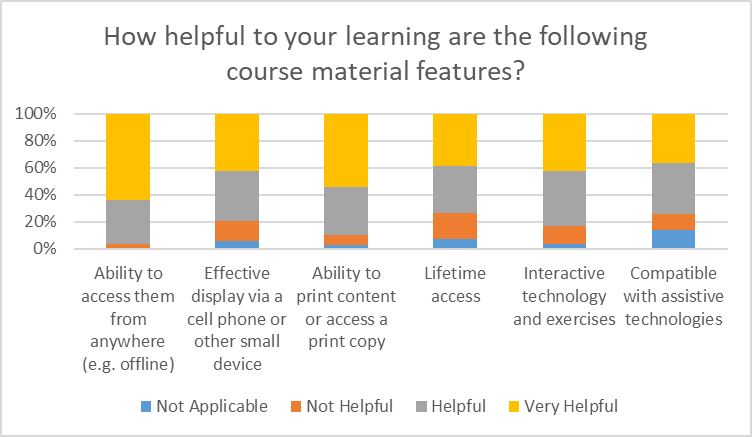 How helpful to your learning are the following
course material features?
100%
80%
60%
40%
20%
0%
Ability to
access them
from
anywhere
(e.g. offline)
Effective
display via a
cell phone or
other small
device
Ability to
print content
or access a
print copy
Lifetime
access
Interactive
technology
and exercises
Compatible
with assistive
technologies
Not Applicable
Not Helpful
Helpful
Very Helpful